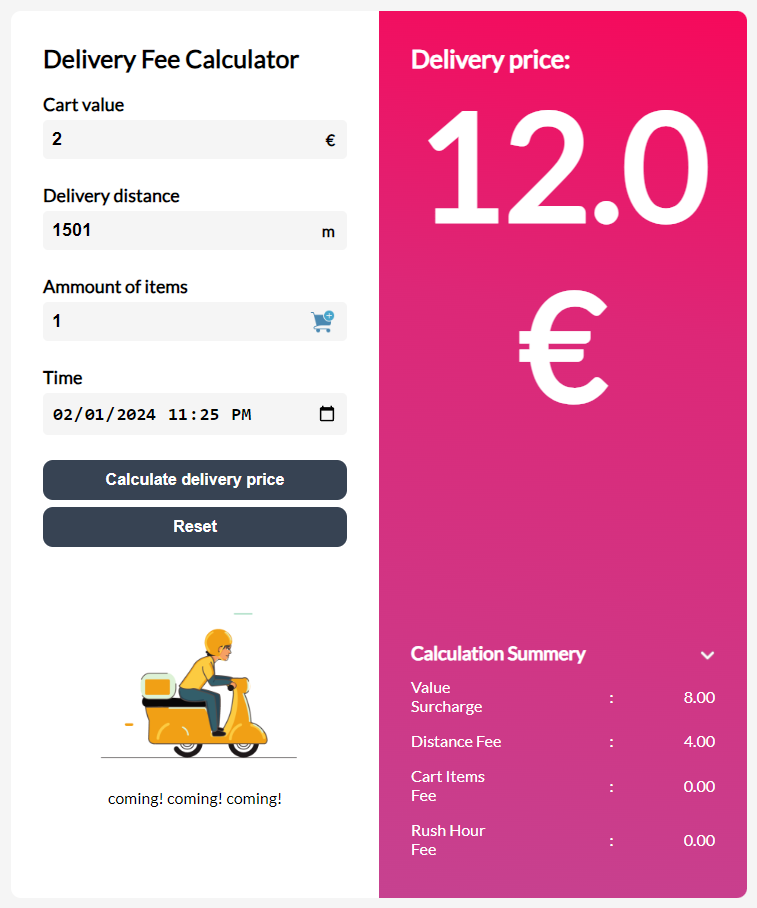 Delivery Fee Calculator
Cart value
2 €
Delivery distance
1501 m
Ammount of items
1
Time
02/01/2024 11:25 PM
Calculate delivery price
Reset
coming! coming! coming!
Delivery price:
12.0
€
Calculation Summery
Value
Surcharge : 8.00
Distance Fee : 4.00
Cart Items
Fee : 0.00
Rush Hour
Fee : 0.00